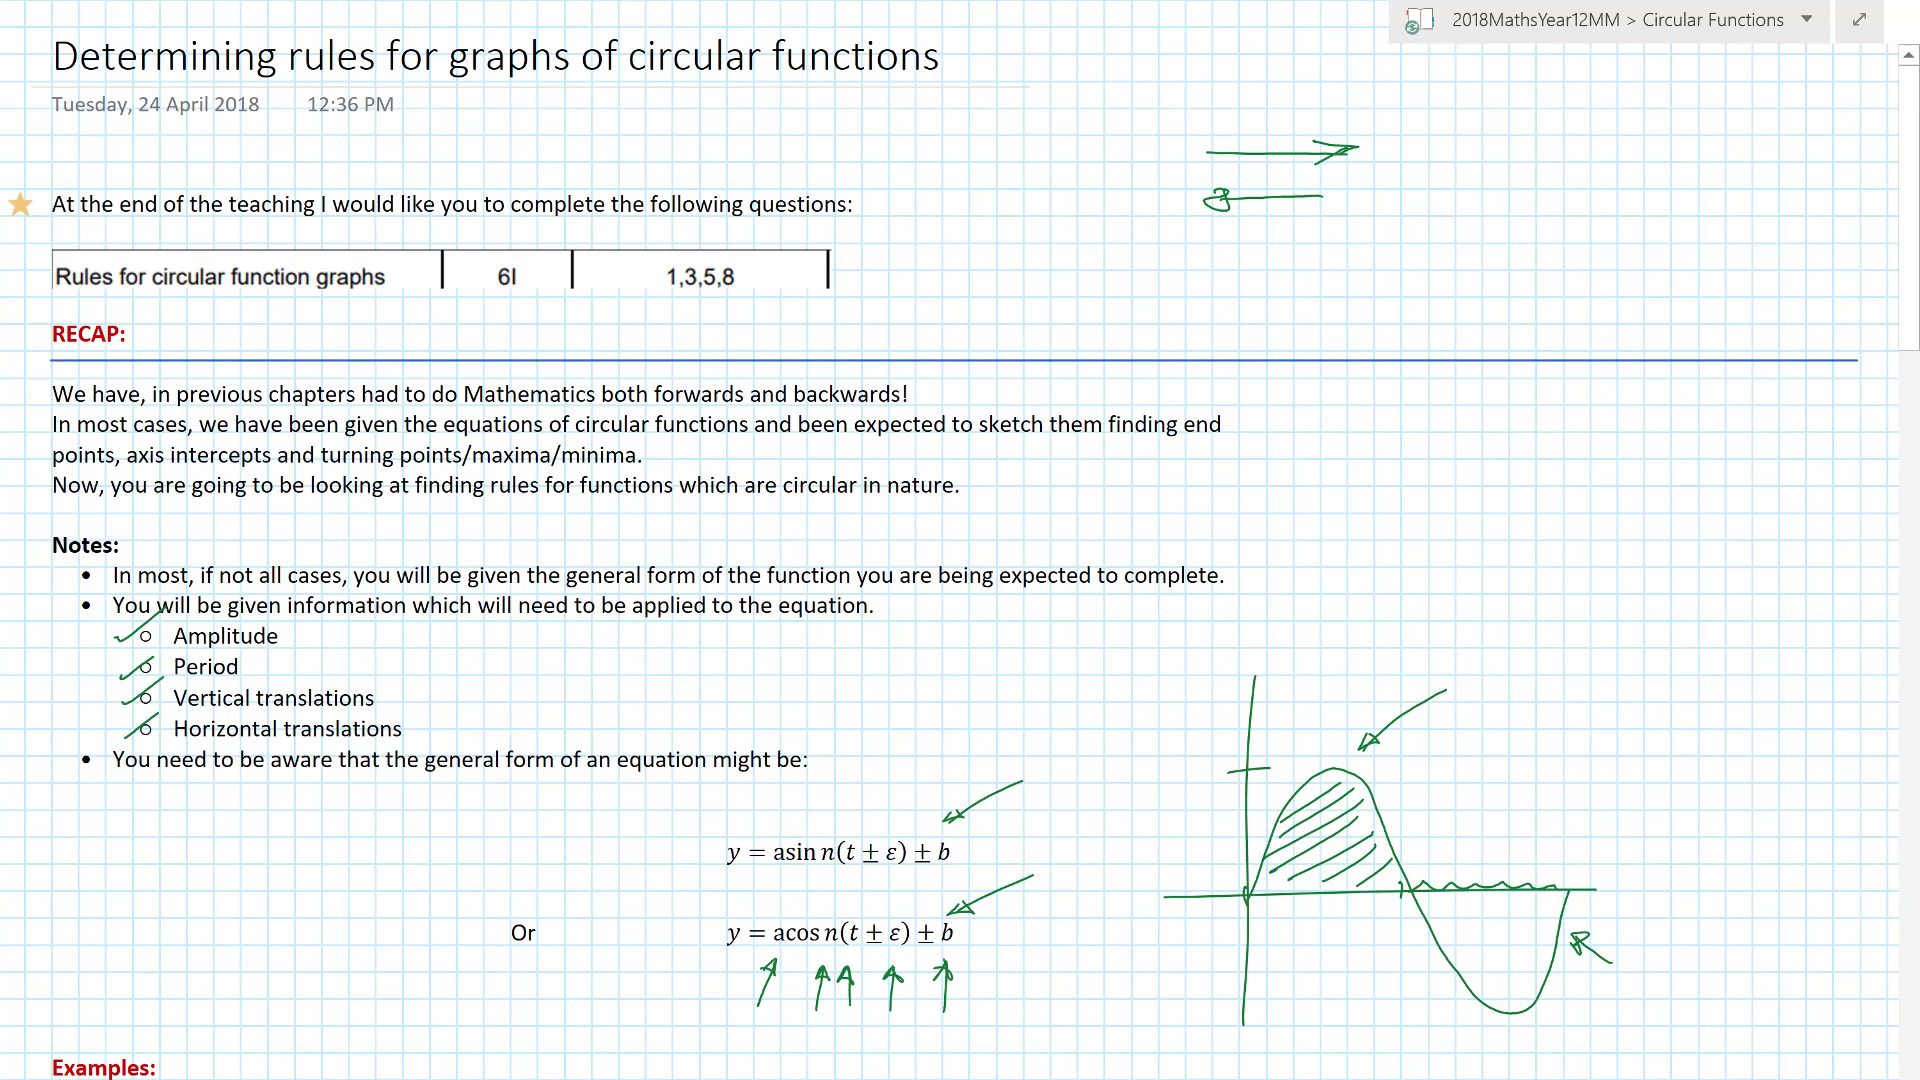 2018MathsYear12MM > Circular Functions
Determining rules for graphs of circular functions
Tuesday, 24 April 2018 12:36 PM
At the end of the teaching I would like you to complete the following questions:
Rules for circular function graphs 6I 1,3,5,8
RECAP:
We have, in previous chapters had to do Mathematics both forwards and backwards!
In most cases, we have been given the equations of circular functions and been expected to sketch them finding end
points, axis intercepts and turning points/maxima/minima.
Now, you are going to be looking at finding rules for functions which are circular in nature.
Notes:
• In most, if not all cases, you will be given the general form of the function you are being expected to complete.
• You will be given information which will need to be applied to the equation.
○ Amplitude
○ Period
○ Vertical translations
○ Horizontal translations
• You need to be aware that the general form of an equation might be:
y = asin n(t ± ε) ± b
Or y = acos n(t ± ε) ± b
Examples: